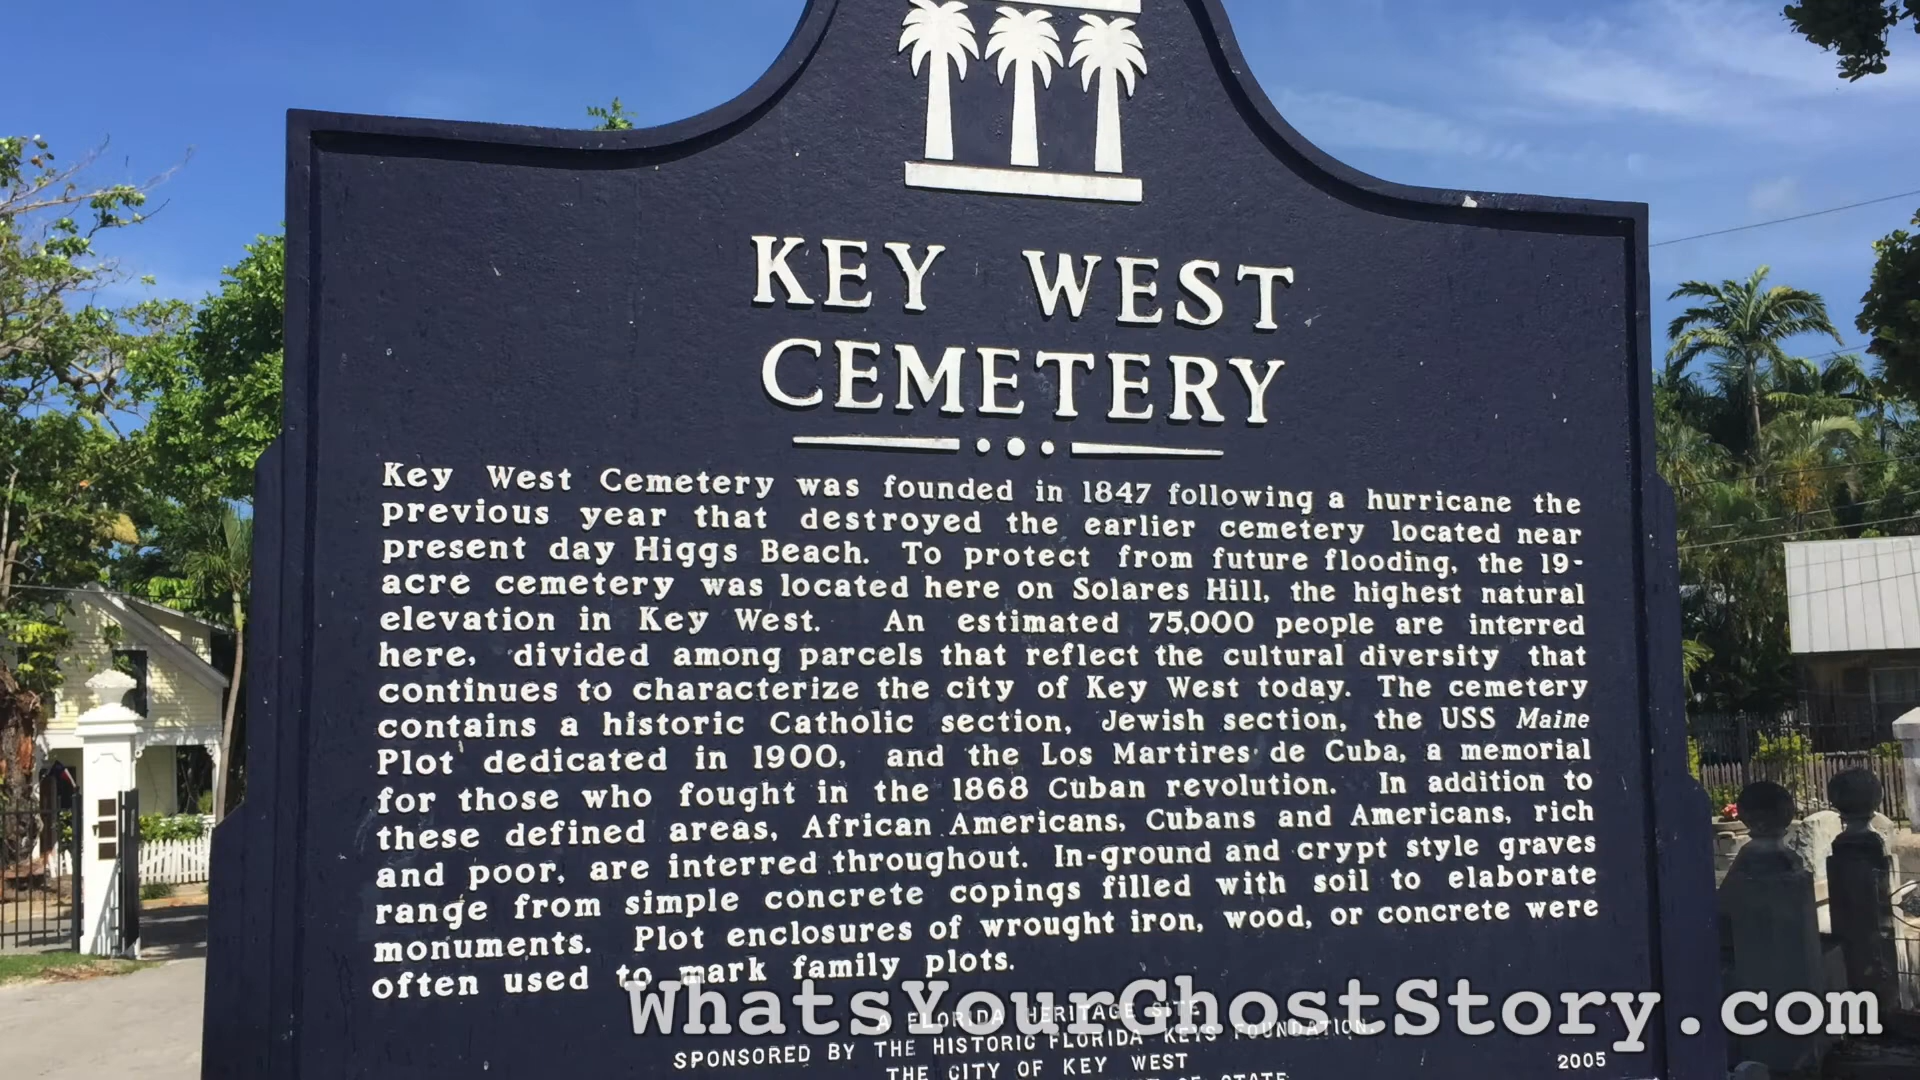 KEY WEST
CEMETERY
Key West Cemetery was founded in 1847 following a hurricane the
previous year that destroyed the earlier cemetery located near
present day Higgs Beach. To protect from future flooding, the 19-
acre cemetery was located here on Solares Hill, the highest natural
elevation in Key West. An estimated 75,000 people are interred
here, divided among parcels that reflect the cultural diversity that
continues to characterize the city of Key West today. The cemetery
contains a historic Catholic section, Jewish section, the USS Maine
Plot dedicated in 1900, and the Los Martires de Cuba, a memorial
for those who fought in the 1868 Cuban revolution. In addition to
these defined areas, African Americans, Cubans and Americans, rich
and poor, are interred throughout. In-ground and crypt style graves
range from simple concrete copings filled with soil to elaborate
monuments. Plot enclosures of wrought iron, wood, or concrete were
often used to mark family plots.
WhatsYourGhostStory.com
A FLORIDA HERITAGE SITE
SPONSORED BY THE HISTORIC FLORIDA KEYS FOUNDATION,
THE CITY OF KEY WEST
2005
OF STATE